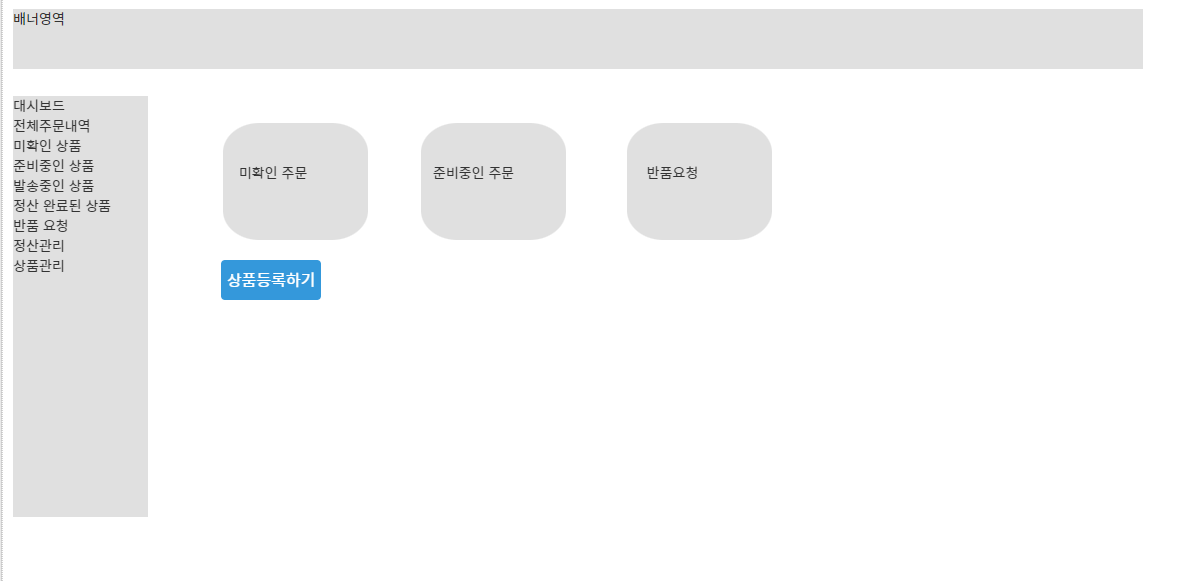 배너영역
대시보드
전체주문내역
미확인 상품
준비중인 상품
발송중인 상품
정산 완료된 상품
반품 요청
정산관리
상품관리
미확인 주문
준비중인 주문
반품요청
상품등록하기